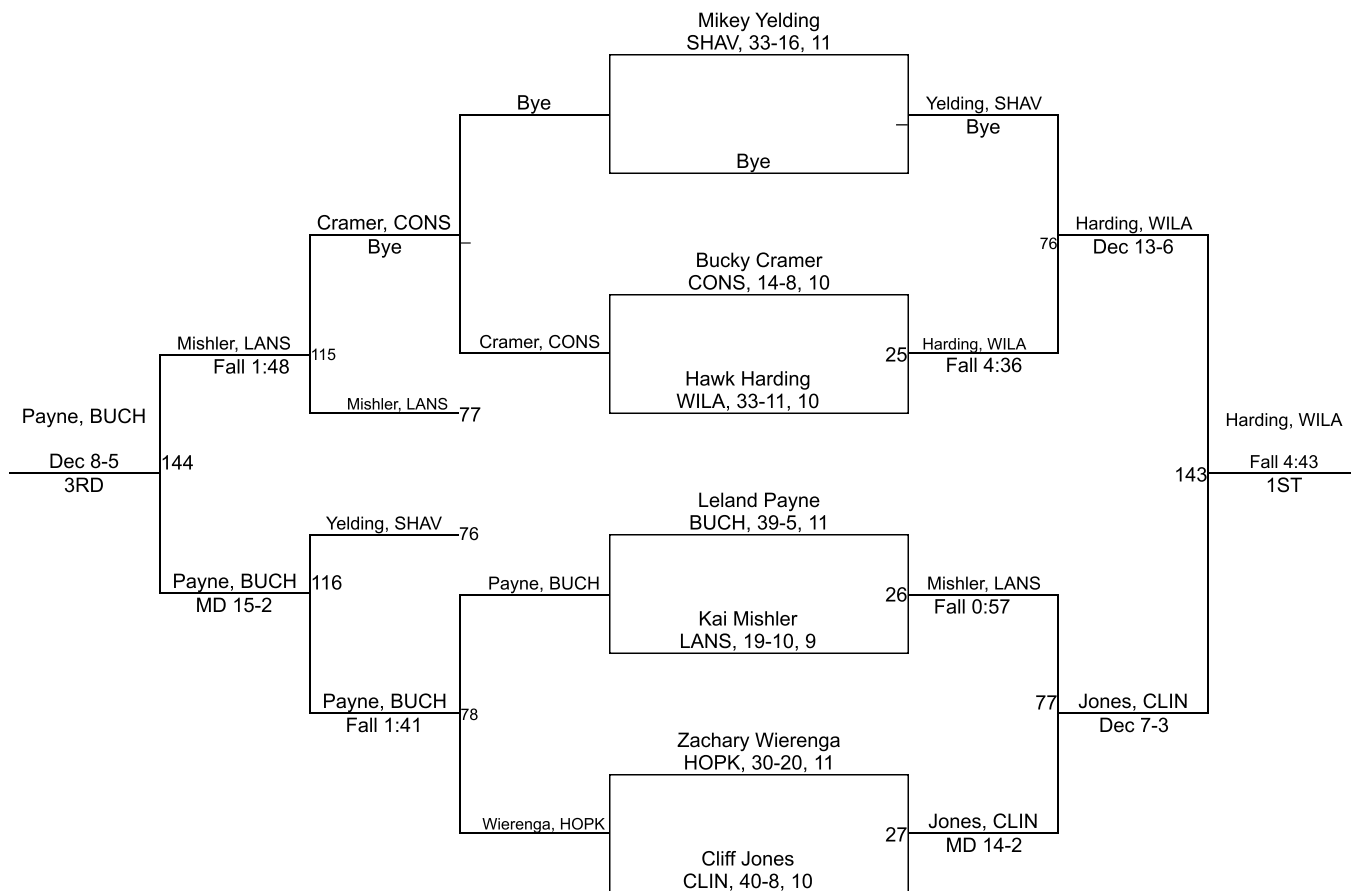 Mikey Yelding
SHAV, 33-16, 11
Bye
Yelding, SHAV
Bye
Bye
Cramer, CONS
Bye
Harding, WILA
76
Dec 13-6
Bucky Cramer
CONS, 14-8, 10
Mishler, LANS
115
Fall 1:48
Cramer, CONS
25
Harding, WILA
Fall 4:36
Hawk Harding
WILA, 33-11, 10
Mishler, LANS
77
Payne, BUCH
Harding, WILA
Dec 8-5
144
3RD
143
Fall 4:43
1ST
Leland Payne
BUCH, 39-5, 11
Yelding, SHAV
76
Payne, BUCH
116
MD 15-2
Payne, BUCH
26
Mishler, LANS
Fall 0:57
Kai Mishler
LANS, 19-10, 9
Payne, BUCH
78
Fall 1:41
77
Jones, CLIN
Dec 7-3
Zachary Wierenga
HOPK, 30-20, 11
Wierenga, HOPK
27
Jones, CLIN
MD 14-2
Cliff Jones
CLIN, 40-8, 10